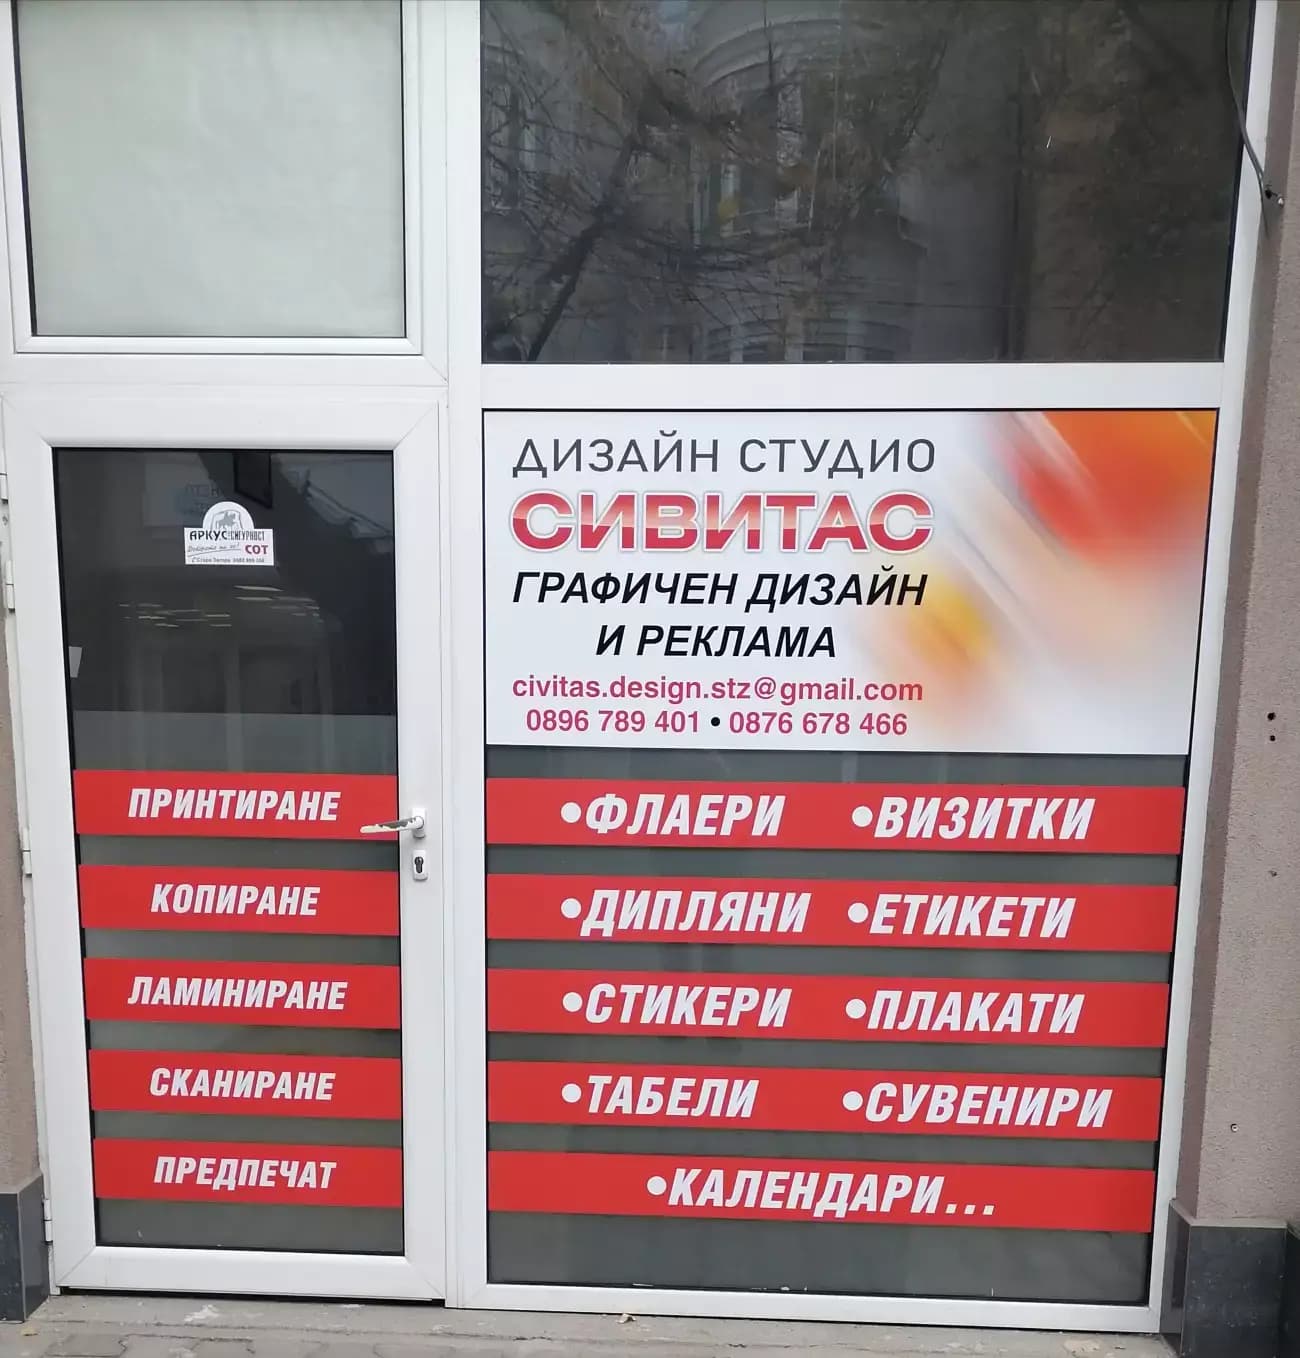 АРКУС СИГУРНОСТ
СОТ
ПРИНТИРАНЕ
КОПИРАНЕ
ЛАМИНИРАНЕ
СКАНИРАНЕ
ПРЕДПЕЧАТ
ДИЗАЙН СТУДИО
СИВИТАС
ГРАФИЧЕН ДИЗАЙН
И РЕКЛАМА
civitas.design.stz@gmail.com
0896 789 401 • 0876 678 466
•ФЛАЕРИ •ВИЗИТКИ
•ДИПЛЯНИ •ЕТИКЕТИ
•СТИКЕРИ •ПЛАКАТИ
•ТАБЕЛИ •СУВЕНИРИ
•КАЛЕНДАРИ...